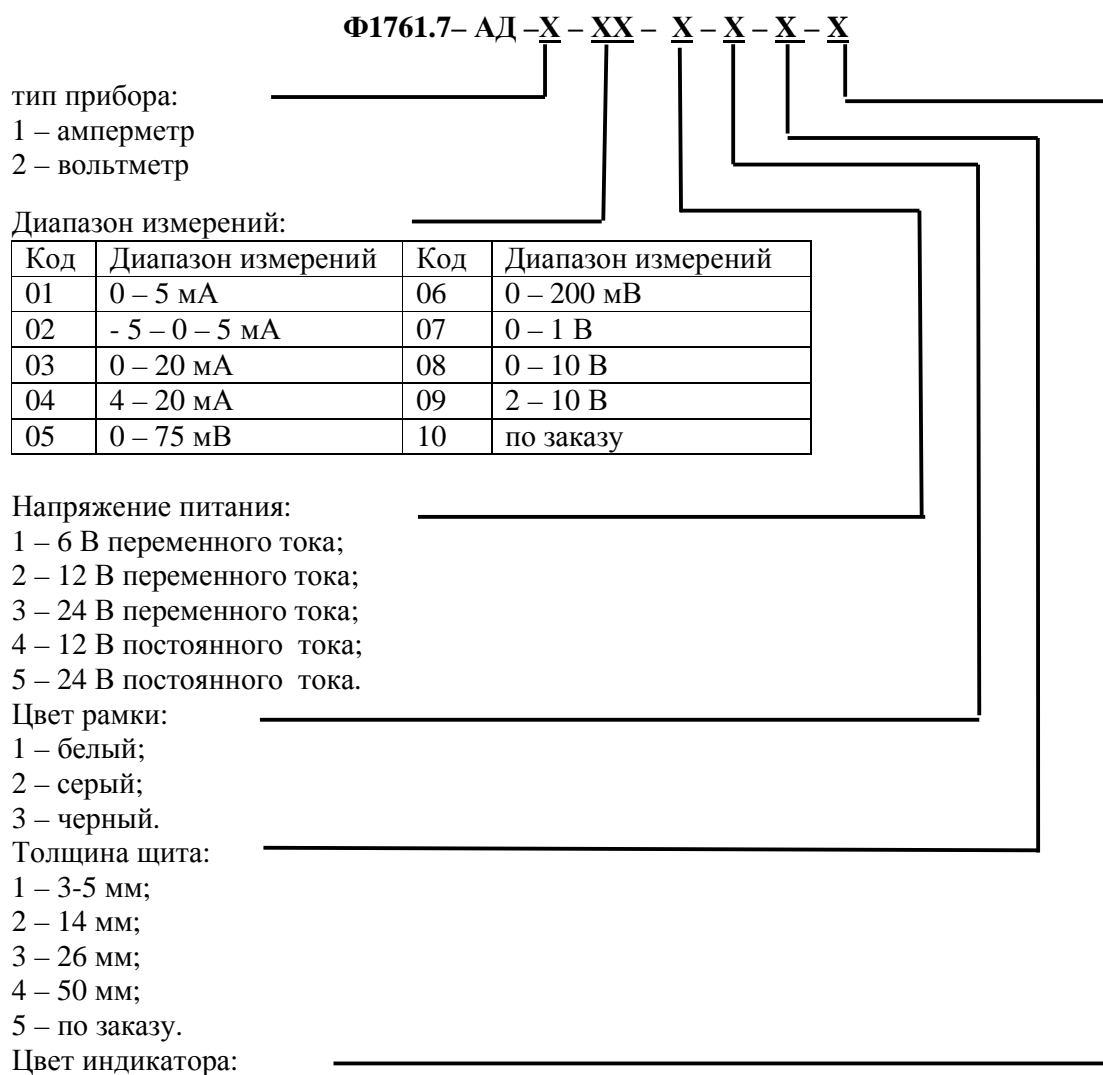 Ф1761.7– АД –X – XX – X – X – X – X
тип прибора:
1 – амперметр
2 – вольтметр
Диапазон измерений:
Код Диапазон измерений Код Диапазон измерений
01 0 – 5 мА 06 0 – 200 мВ
02 - 5 – 0 – 5 мА 07 0 – 1 В
03 0 – 20 мА 08 0 – 10 В
04 4 – 20 мА 09 2 – 10 В
05 0 – 75 мВ 10 по заказу
Напряжение питания:
1 – 6 В переменного тока;
2 – 12 В переменного тока;
3 – 24 В переменного тока;
4 – 12 В постоянного тока;
5 – 24 В постоянного тока.
Цвет рамки:
1 – белый;
2 – серый;
3 – черный.
Толщина щита:
1 – 3-5 мм;
2 – 14 мм;
3 – 26 мм;
4 – 50 мм;
5 – по заказу.
Цвет индикатора: